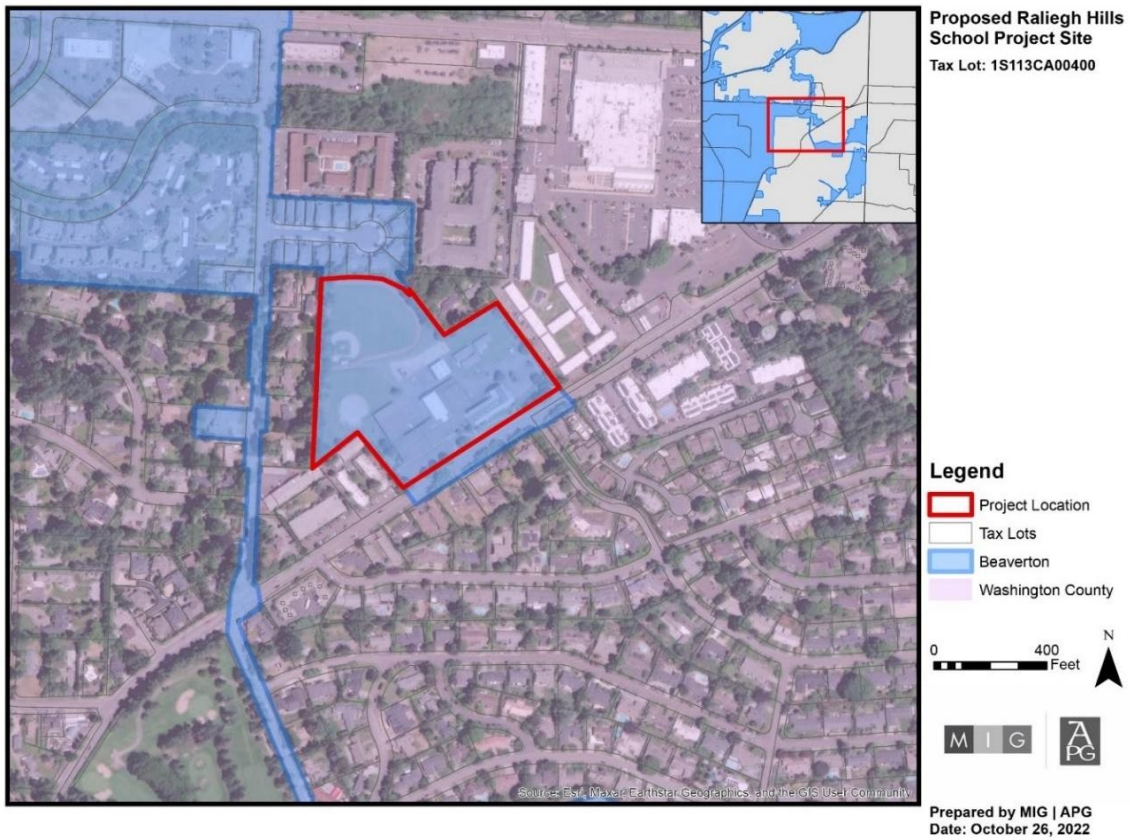 Proposed Raliegh Hills
School Project Site
Tax Lot: 1S113CA00400
Legend
Project Location
Tax Lots
Beaverton
Washington County
N
0 400
Feet
M I G
APG
Source: Esri, Maxar, Earthstar Geographics, and the GIS User Community
Prepared by MIG | APG
Date: October 26, 2022